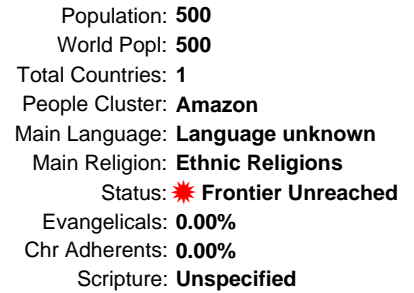 Population: 500
World Popl: 500
Total Countries: 1
People Cluster: Amazon
Main Language: Language unknown
Main Religion: Ethnic Religions
Status: Frontier Unreached
Evangelicals: 0.00%
Chr Adherents: 0.00%
Scripture: Unspecified